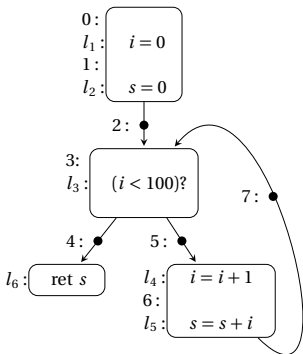 0:
l₁: i = 0
1:
l₂: s = 0
2:
3:
l₃: (i < 100)?
7:
4: 5:
l₆: ret s
l₄: i = i + 1
6:
l₅: s = s + i